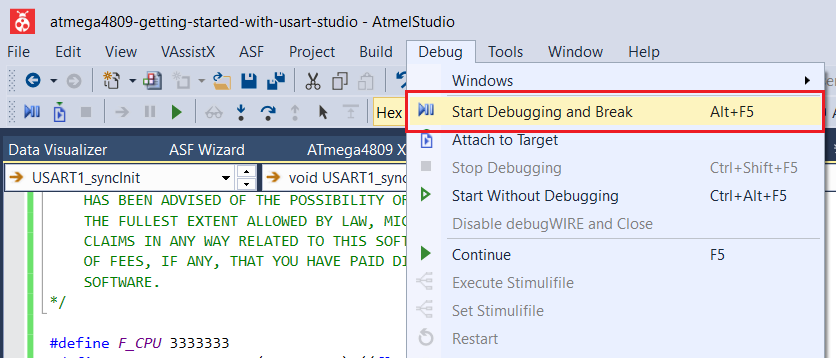 atmega4809-getting-started-with-usart-studio - AtmelStudio
File Edit View VAssistX ASF Project Build Debug Tools Window Help
Hex
Windows
Start Debugging and Break Alt+F5
Attach to Target
Stop Debugging Ctrl+Shift+F5
Start Without Debugging Ctrl+Alt+F5
Disable debugWIRE and Close
Continue F5
Execute Stimulifile
Set Stimulifile
Restart
Data Visualizer ASF Wizard ATmega4809 X
USART1_syncInit void USART1_sync
HAS BEEN ADVISED OF THE POSSIBILITY OF
THE FULLEST EXTENT ALLOWED BY LAW, MIC
CLAIMS IN ANY WAY RELATED TO THIS SOFT
OF FEES, IF ANY, THAT YOU HAVE PAID DI
SOFTWARE.
*/
#define F_CPU 3333333